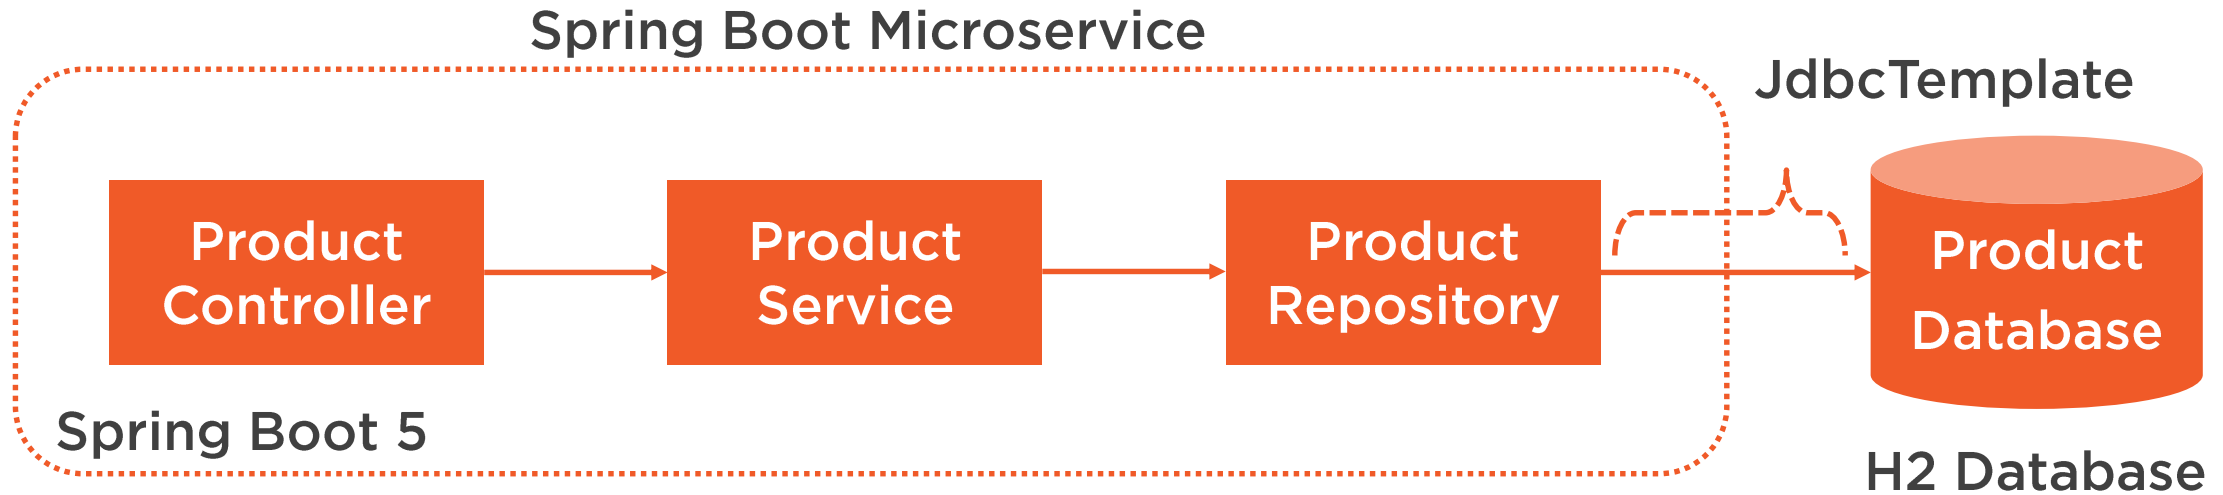 Spring Boot Microservice
JdbcTemplate
Product
Controller
Product
Service
Product
Repository
Product
Database
Spring Boot 5
H2 Database